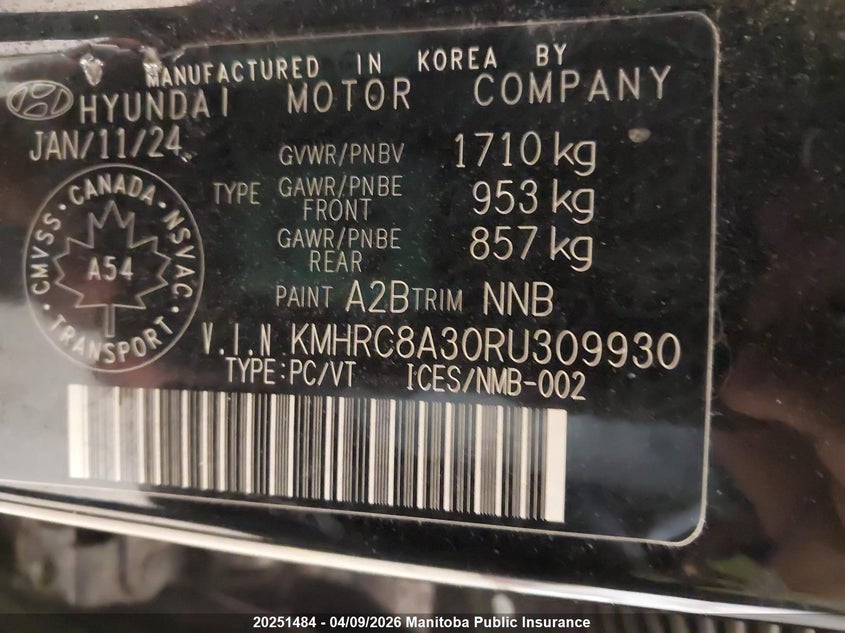 MANUFACTURED IN KOREA BY
HYUNDAI MOTOR COMPANY
JAN/11/24
GVWR/PNBV 1710 kg
TYPE GAWR/PNBE FRONT 953 kg
GAWR/PNBE REAR 857 kg
PAINT A2B TRIM NNB
V.I.N KMHRC8A30RU309930
TYPE:PC/VT ICES/NMB-002
CMVSS · CANADA · NSVAC · TRANSPORT ·
A54
20251484 - 04/09/2026 Manitoba Public Insurance